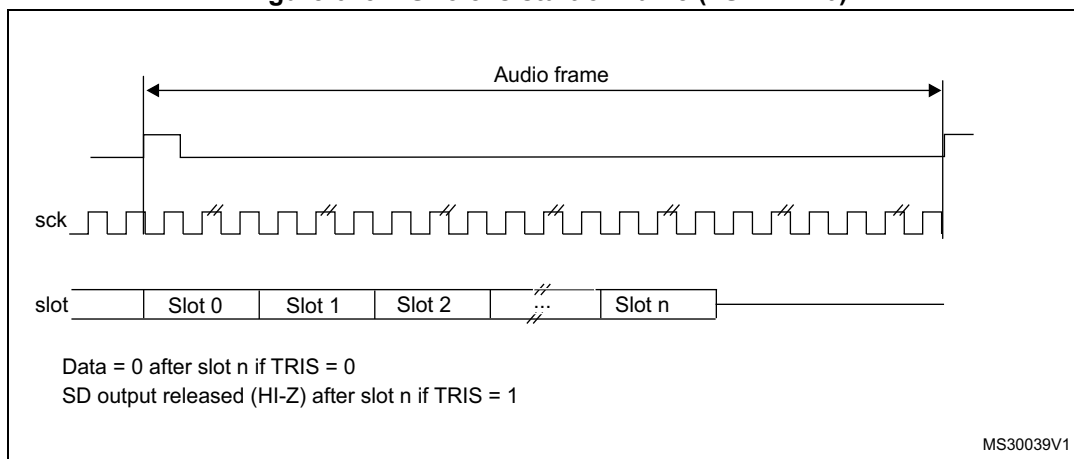 Audio frame
sck
slot Slot 0 Slot 1 Slot 2 ... Slot n
Data = 0 after slot n if TRIS = 0
SD output released (HI-Z) after slot n if TRIS = 1
MS30039V1